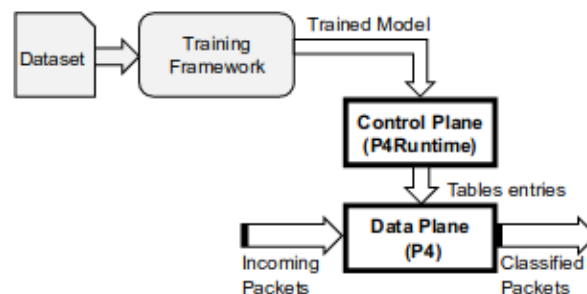 Dataset
Training
Framework
Trained Model
Control Plane
(P4Runtime)
Tables entries
Data Plane
(P4)
Incoming
Packets
Classified
Packets